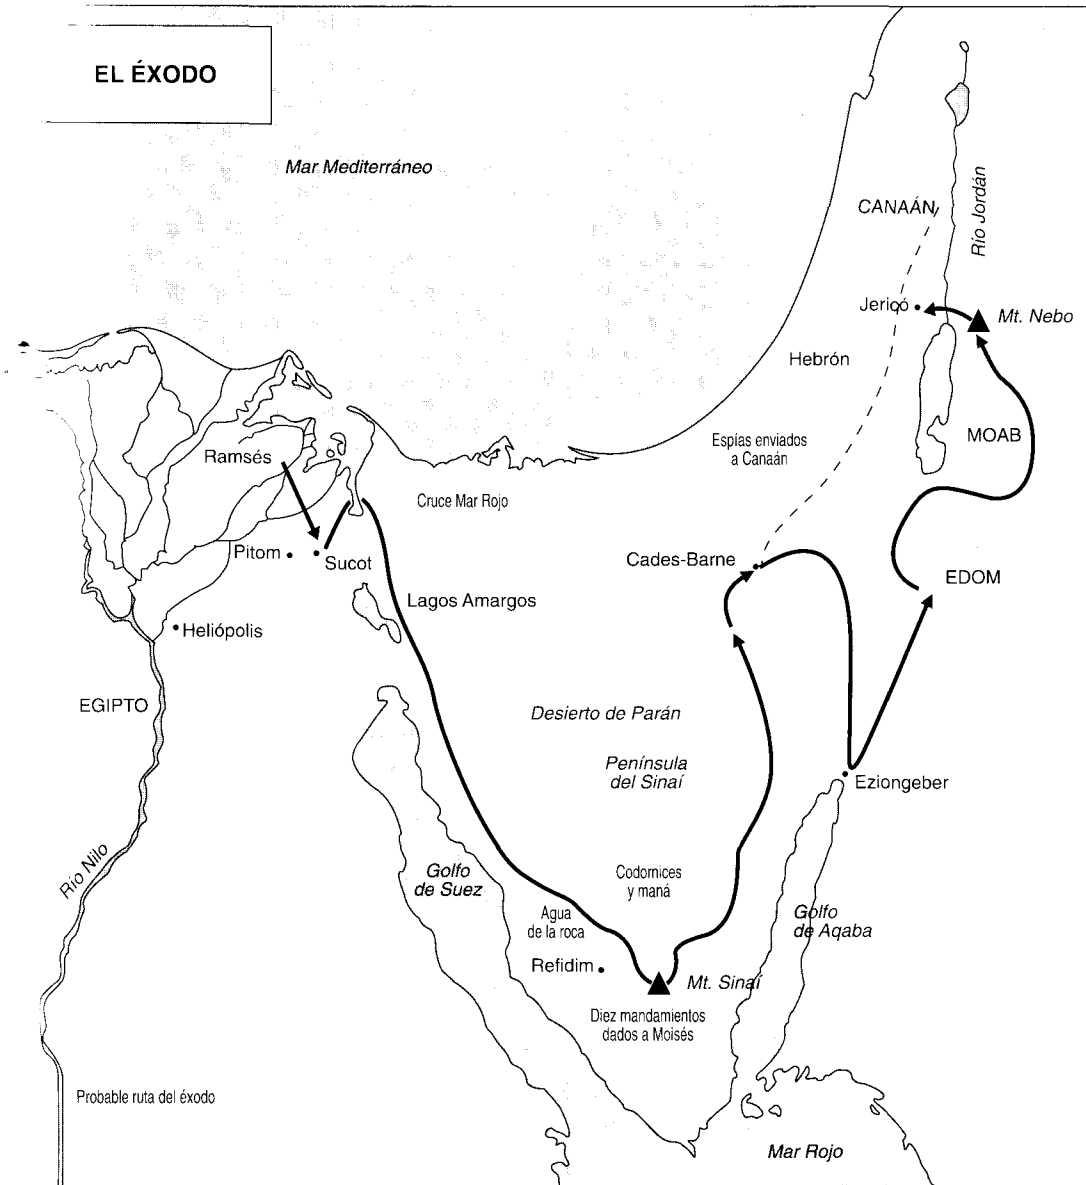 EL ÉXODO
Mar Mediterráneo
CANAÁN
Río Jordán
Jericó
Mt. Nebo
Hebrón
MOAB
Espías enviados
a Canaán
Ramsés
Cruce Mar Rojo
Pitom
Sucot
Cades-Barne
EDOM
Lagos Amargos
Heliópolis
EGIPTO
Desierto de Parán
Península
del Sinaí
Eziongeber
Río Nilo
Golfo
de Suez
Codornices
y maná
Agua
de la roca
Golfo
de Aqaba
Refidim
Mt. Sinaí
Diez mandamientos
dados a Moisés
Probable ruta del éxodo
Mar Rojo